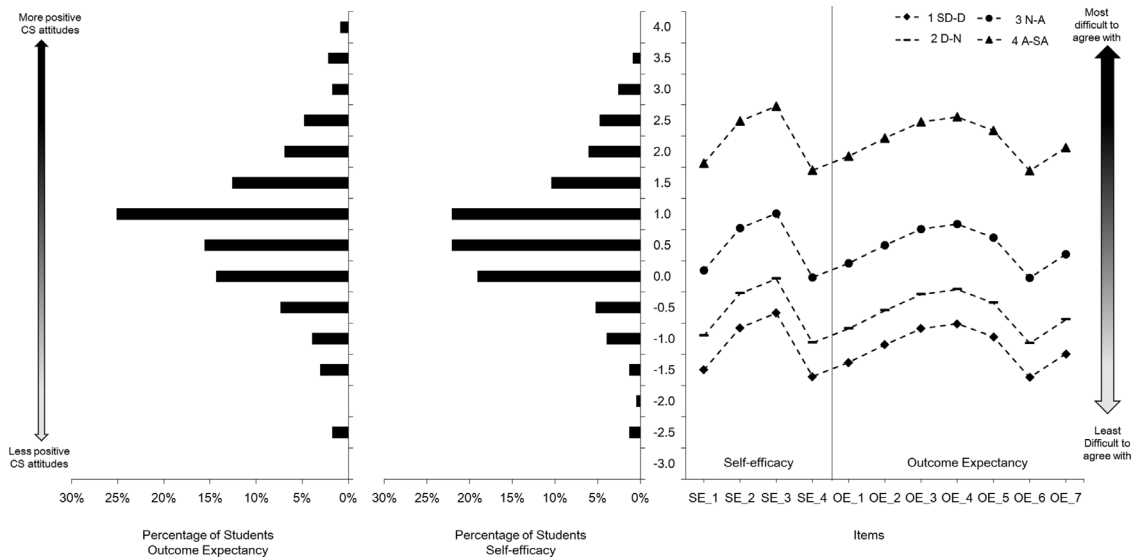 More positive
CS attitudes
Less positive
CS attitudes
30% 25% 20% 15% 10% 5% 0%
Percentage of Students
Outcome Expectancy
30% 25% 20% 15% 10% 5% 0%
Percentage of Students
Self-efficacy
4.0
3.5
3.0
2.5
2.0
1.5
1.0
0.5
0.0
-0.5
-1.0
-1.5
-2.0
-2.5
-3.0
1 SD-D 3 N-A
2 D-N 4 A-SA
Self-efficacy Outcome Expectancy
SE_1 SE_2 SE_3 SE_4 OE_1 OE_2 OE_3 OE_4 OE_5 OE_6 OE_7
Items
Most
difficult to
agree with
Least
Difficult to
agree with